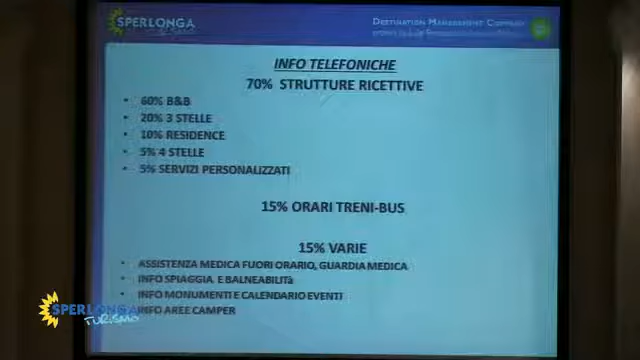 SPERLONGA
TURISMO
DESTINATION MANAGEMENT COMPANY
INFO TELEFONICHE
70% STRUTTURE RICETTIVE
• 60% B&B
• 20% 3 STELLE
• 10% RESIDENCE
• 5% 4 STELLE
• 5% SERVIZI PERSONALIZZATI
15% ORARI TRENI-BUS
15% VARIE
• ASSISTENZA MEDICA FUORI ORARIO, GUARDIA MEDICA
• INFO SPIAGGIA E BALNEABILITà
• INFO MONUMENTI E CALENDARIO EVENTI
INFO AREE CAMPER
SPERLONGA
TURISMO